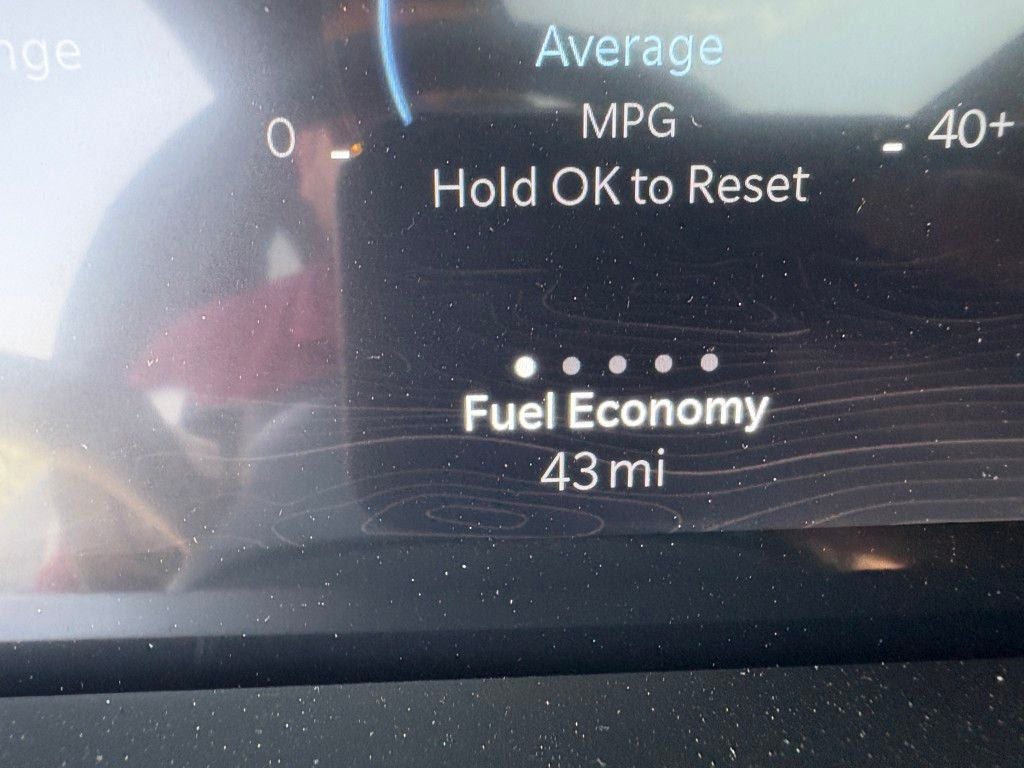 nge
Average
MPG
0
40+
Hold OK to Reset
Fuel Economy
43 mi